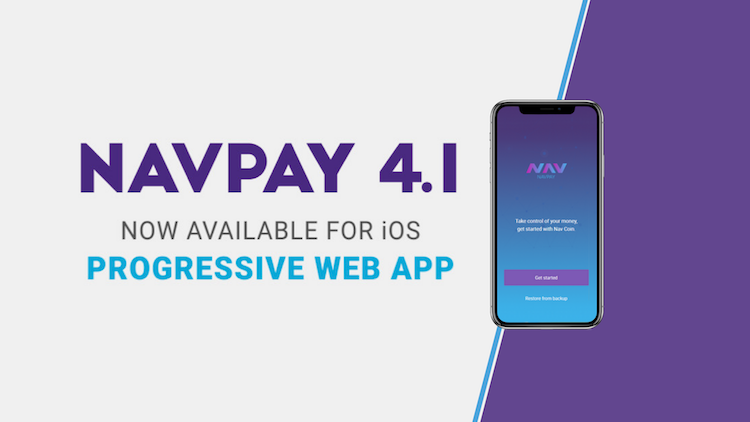 NAVPAY 4.1
NOW AVAILABLE FOR iOS
PROGRESSIVE WEB APP
NAV
Take control of your money,
get started with Nav Coin.
Get started
Restore from backup